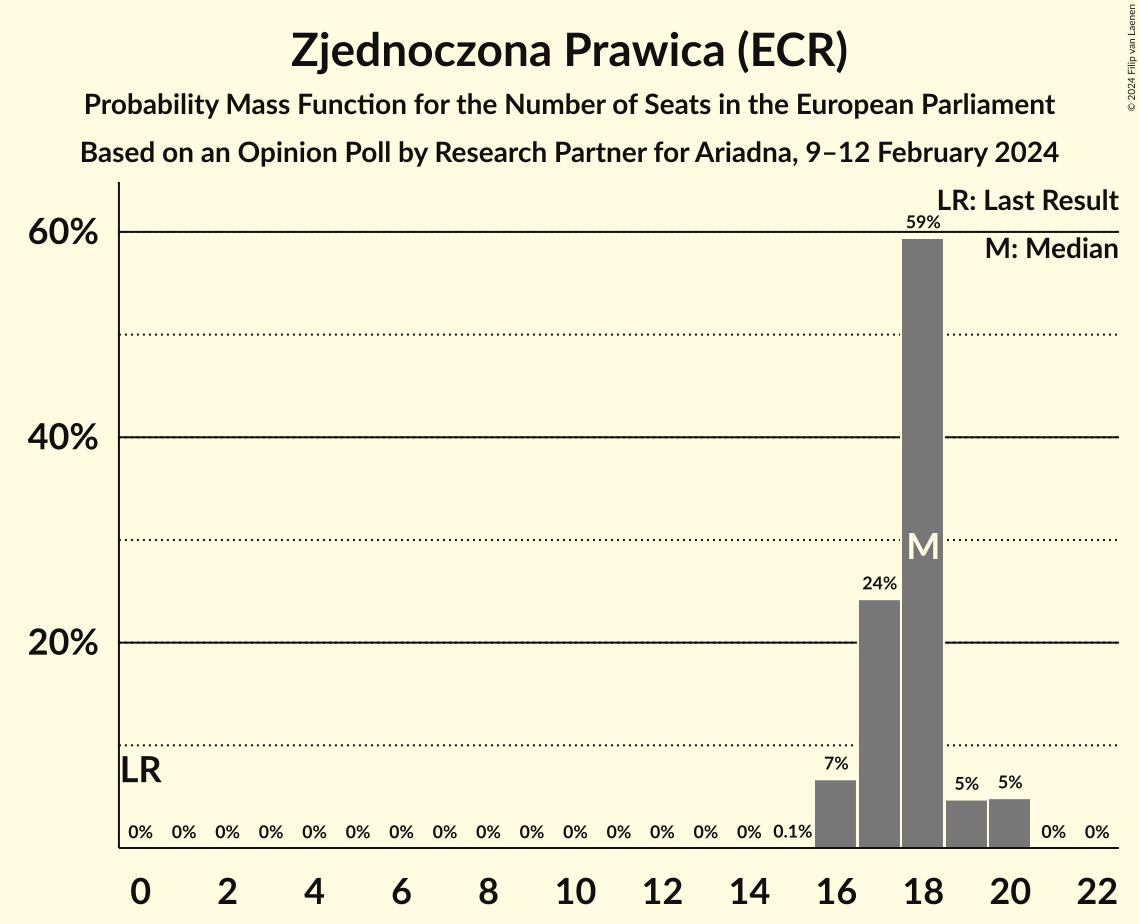 Zjednoczona Prawica (ECR)
Probability Mass Function for the Number of Seats in the European Parliament
Based on an Opinion Poll by Research Partner for Ariadna, 9–12 February 2024
© 2024 Filip van Laenen
LR: Last Result
M: Median
60%
40%
20%
59%
M
24%
LR
7%
5%
5%
0% 0% 0% 0% 0% 0% 0% 0% 0% 0% 0% 0% 0% 0% 0% 0.1% 0% 0%
0 2 4 6 8 10 12 14 16 18 20 22